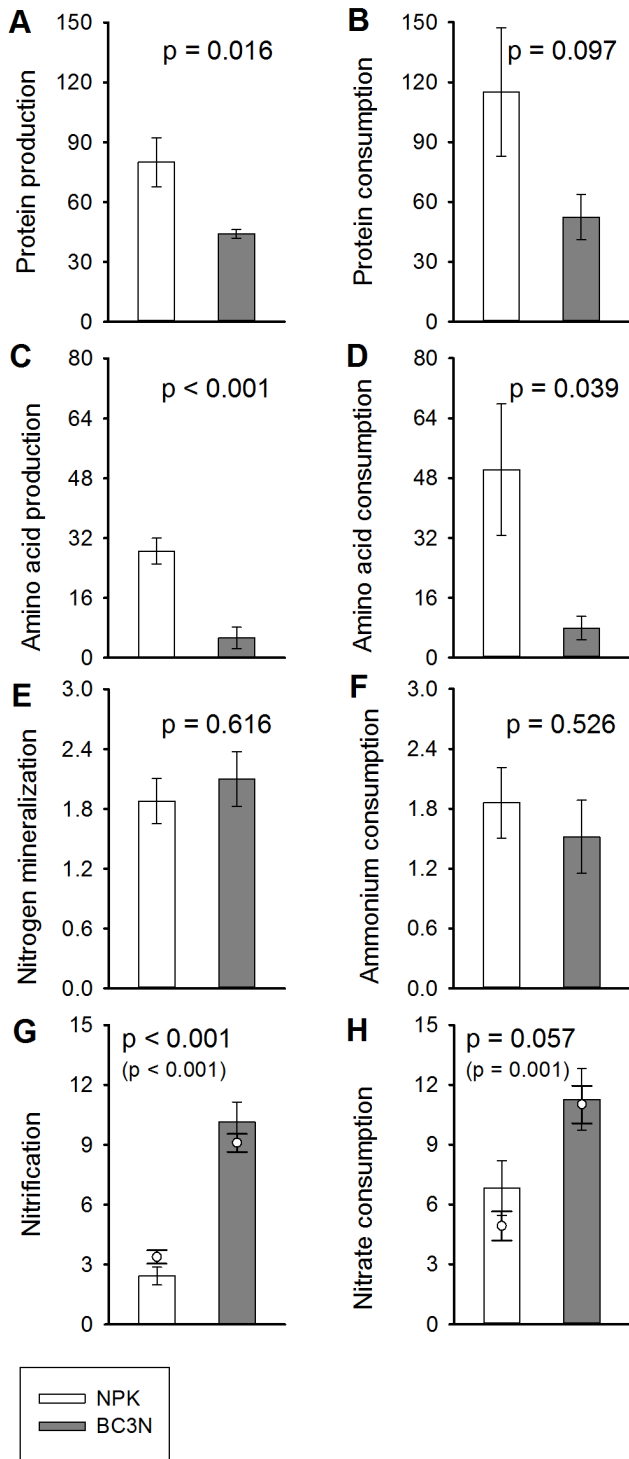 A
B
p = 0.016
p = 0.097
Protein production
Protein consumption
150
120
90
60
30
0
150
120
90
60
30
0
C
D
p < 0.001
p = 0.039
Amino acid production
Amino acid consumption
80
64
48
32
16
0
80
64
48
32
16
0
E
F
p = 0.616
p = 0.526
Nitrogen mineralization
Ammonium consumption
3.0
2.4
1.8
1.2
0.6
0.0
3.0
2.4
1.8
1.2
0.6
0.0
G
H
p < 0.001
(p < 0.001)
p = 0.057
(p = 0.001)
Nitrification
Nitrate consumption
15
12
9
6
3
0
15
12
9
6
3
0
NPK
BC3N